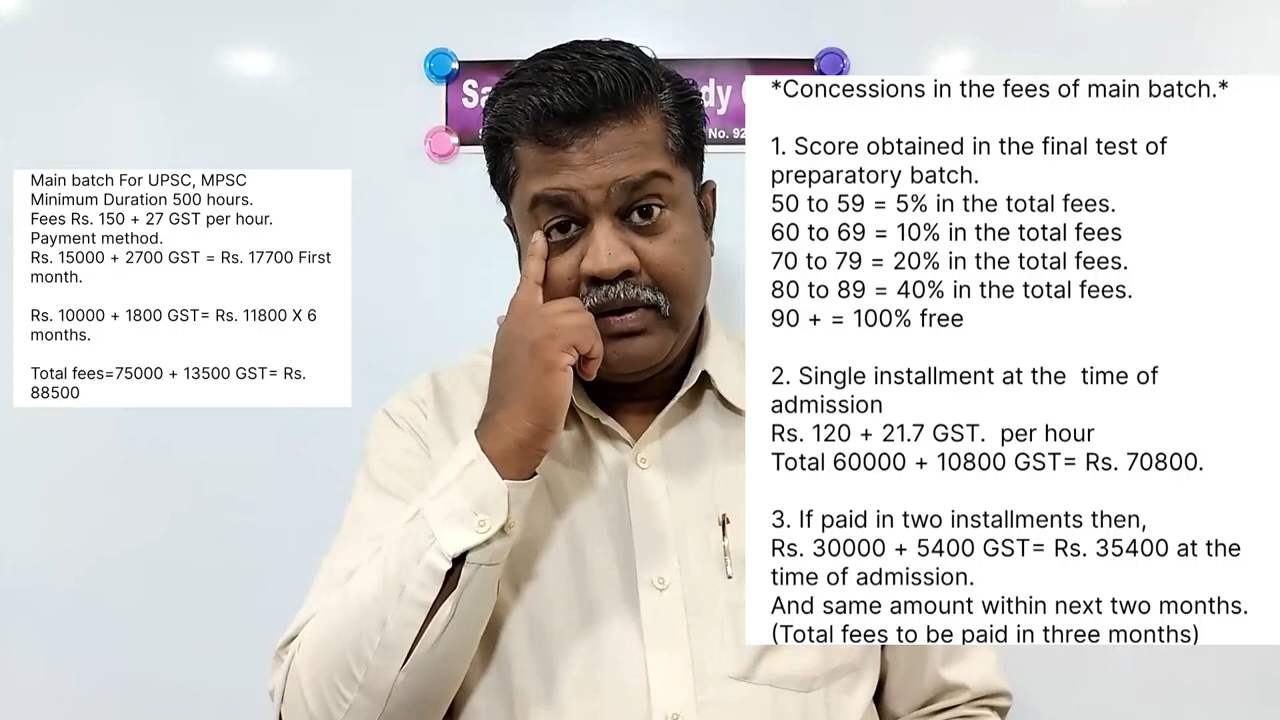 Sa
dy
No. 92
Main batch For UPSC, MPSC
Minimum Duration 500 hours.
Fees Rs. 150 + 27 GST per hour.
Payment method.
Rs. 15000 + 2700 GST = Rs. 17700 First
month.
Rs. 10000 + 1800 GST= Rs. 11800 X 6
months.
Total fees=75000 + 13500 GST= Rs.
88500
*Concessions in the fees of main batch.*
1. Score obtained in the final test of
preparatory batch.
50 to 59 = 5% in the total fees.
60 to 69 = 10% in the total fees
70 to 79 = 20% in the total fees.
80 to 89 = 40% in the total fees.
90 + = 100% free
2. Single installment at the  time of
admission
Rs. 120 + 21.7 GST.  per hour
Total 60000 + 10800 GST= Rs. 70800.
3. If paid in two installments then,
Rs. 30000 + 5400 GST= Rs. 35400 at the
time of admission.
And same amount within next two months.
(Total fees to be paid in three months)